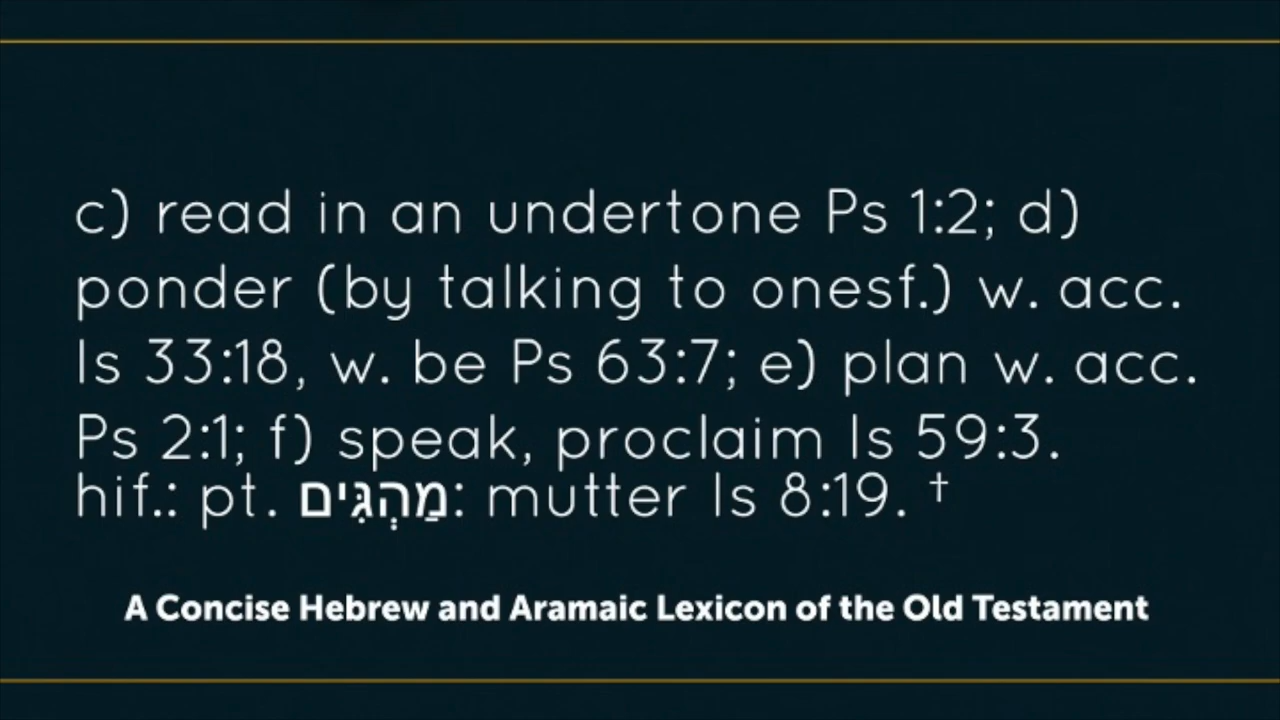 c) read in an undertone Ps 1:2; d)
ponder (by talking to onesf.) w. acc.
Is 33:18, w. be Ps 63:7; e) plan w. acc.
Ps 2:1; f) speak, proclaim Is 59:3.
hif.: pt. מַהְגִּים: mutter Is 8:19. †
A Concise Hebrew and Aramaic Lexicon of the Old Testament